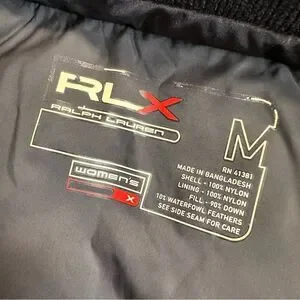 RLX
RALPH LAUREN
M
WOMEN'S
X
RN 41381
MADE IN BANGLADESH
SHELL - 100% NYLON
LINING - 100% NYLON
FILL - 90% DOWN
10% WATERFOWL FEATHERS
SEE SIDE SEAM FOR CARE